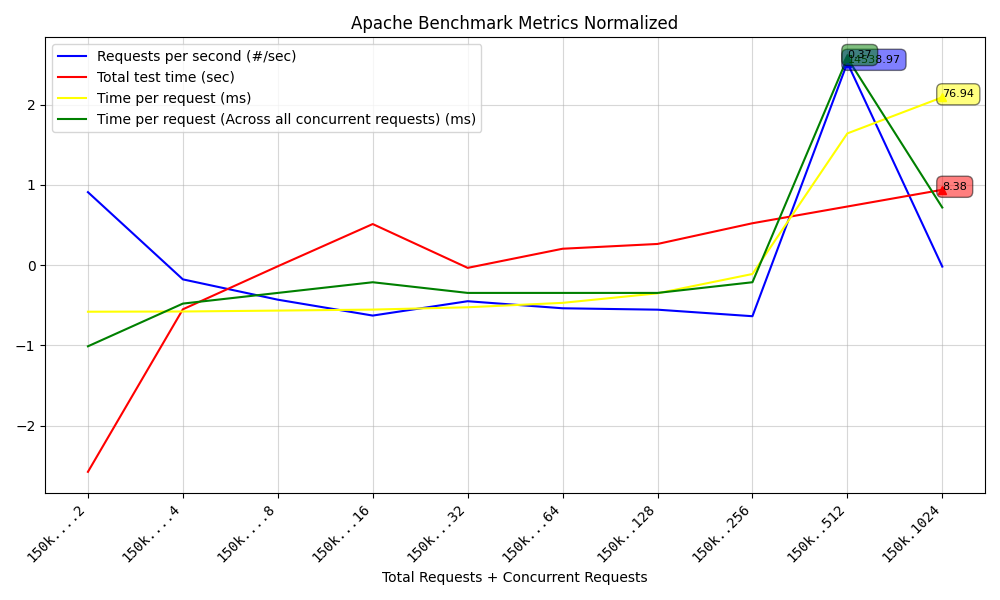 Apache Benchmark Metrics Normalized
Requests per second (#/sec)
Total test time (sec)
Time per request (ms)
Time per request (Across all concurrent requests) (ms)
0.37
76.94
8.38
2
1
0
−1
−2
150k....2
150k....4
150k....8
150k...16
150k...32
150k...64
150k..128
150k..256
150k..512
150k.1024
Total Requests + Concurrent Requests